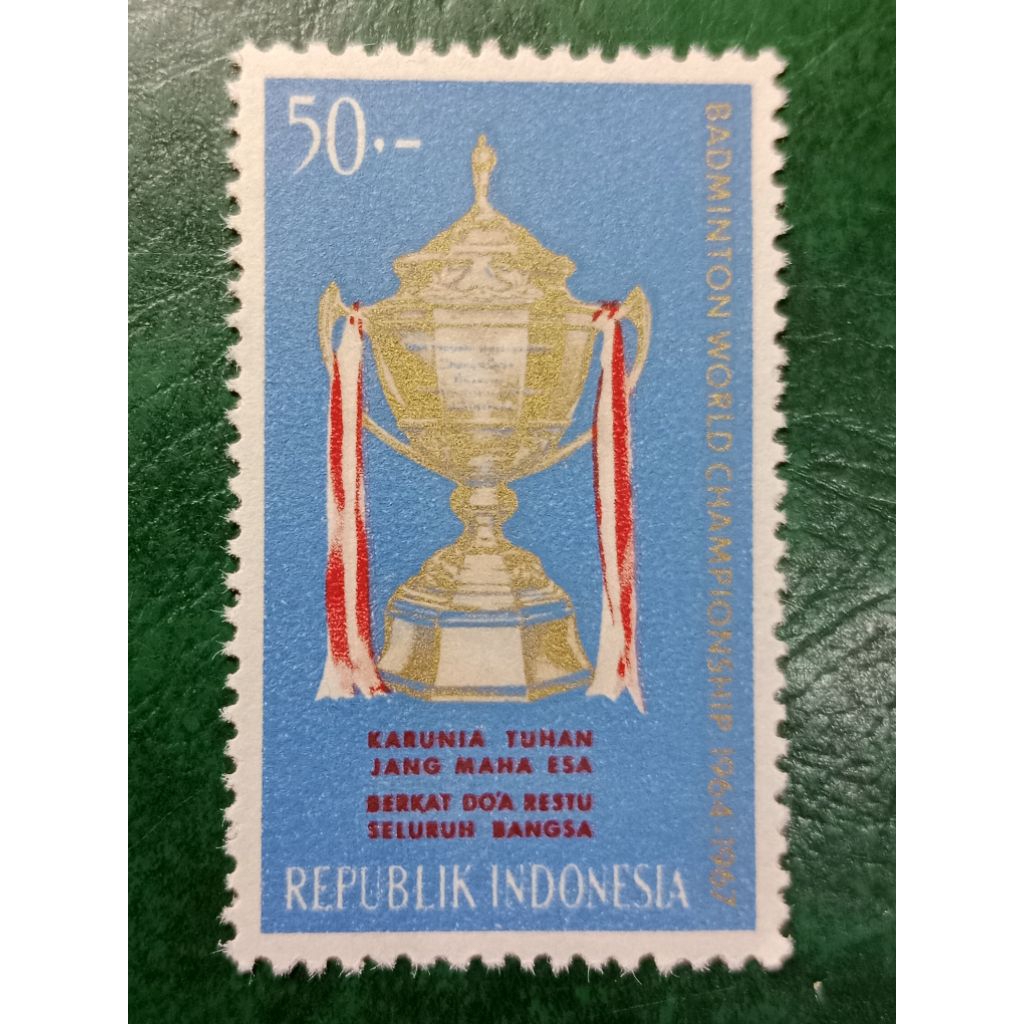 50.-
BADMINTON WORLD CHAMPIONSHIP 1964-1967
KARUNIA TUHAN
JANG MAHA ESA
BERKAT DO'A RESTU
SELURUH BANGSA
REPUBLIK INDONESIA